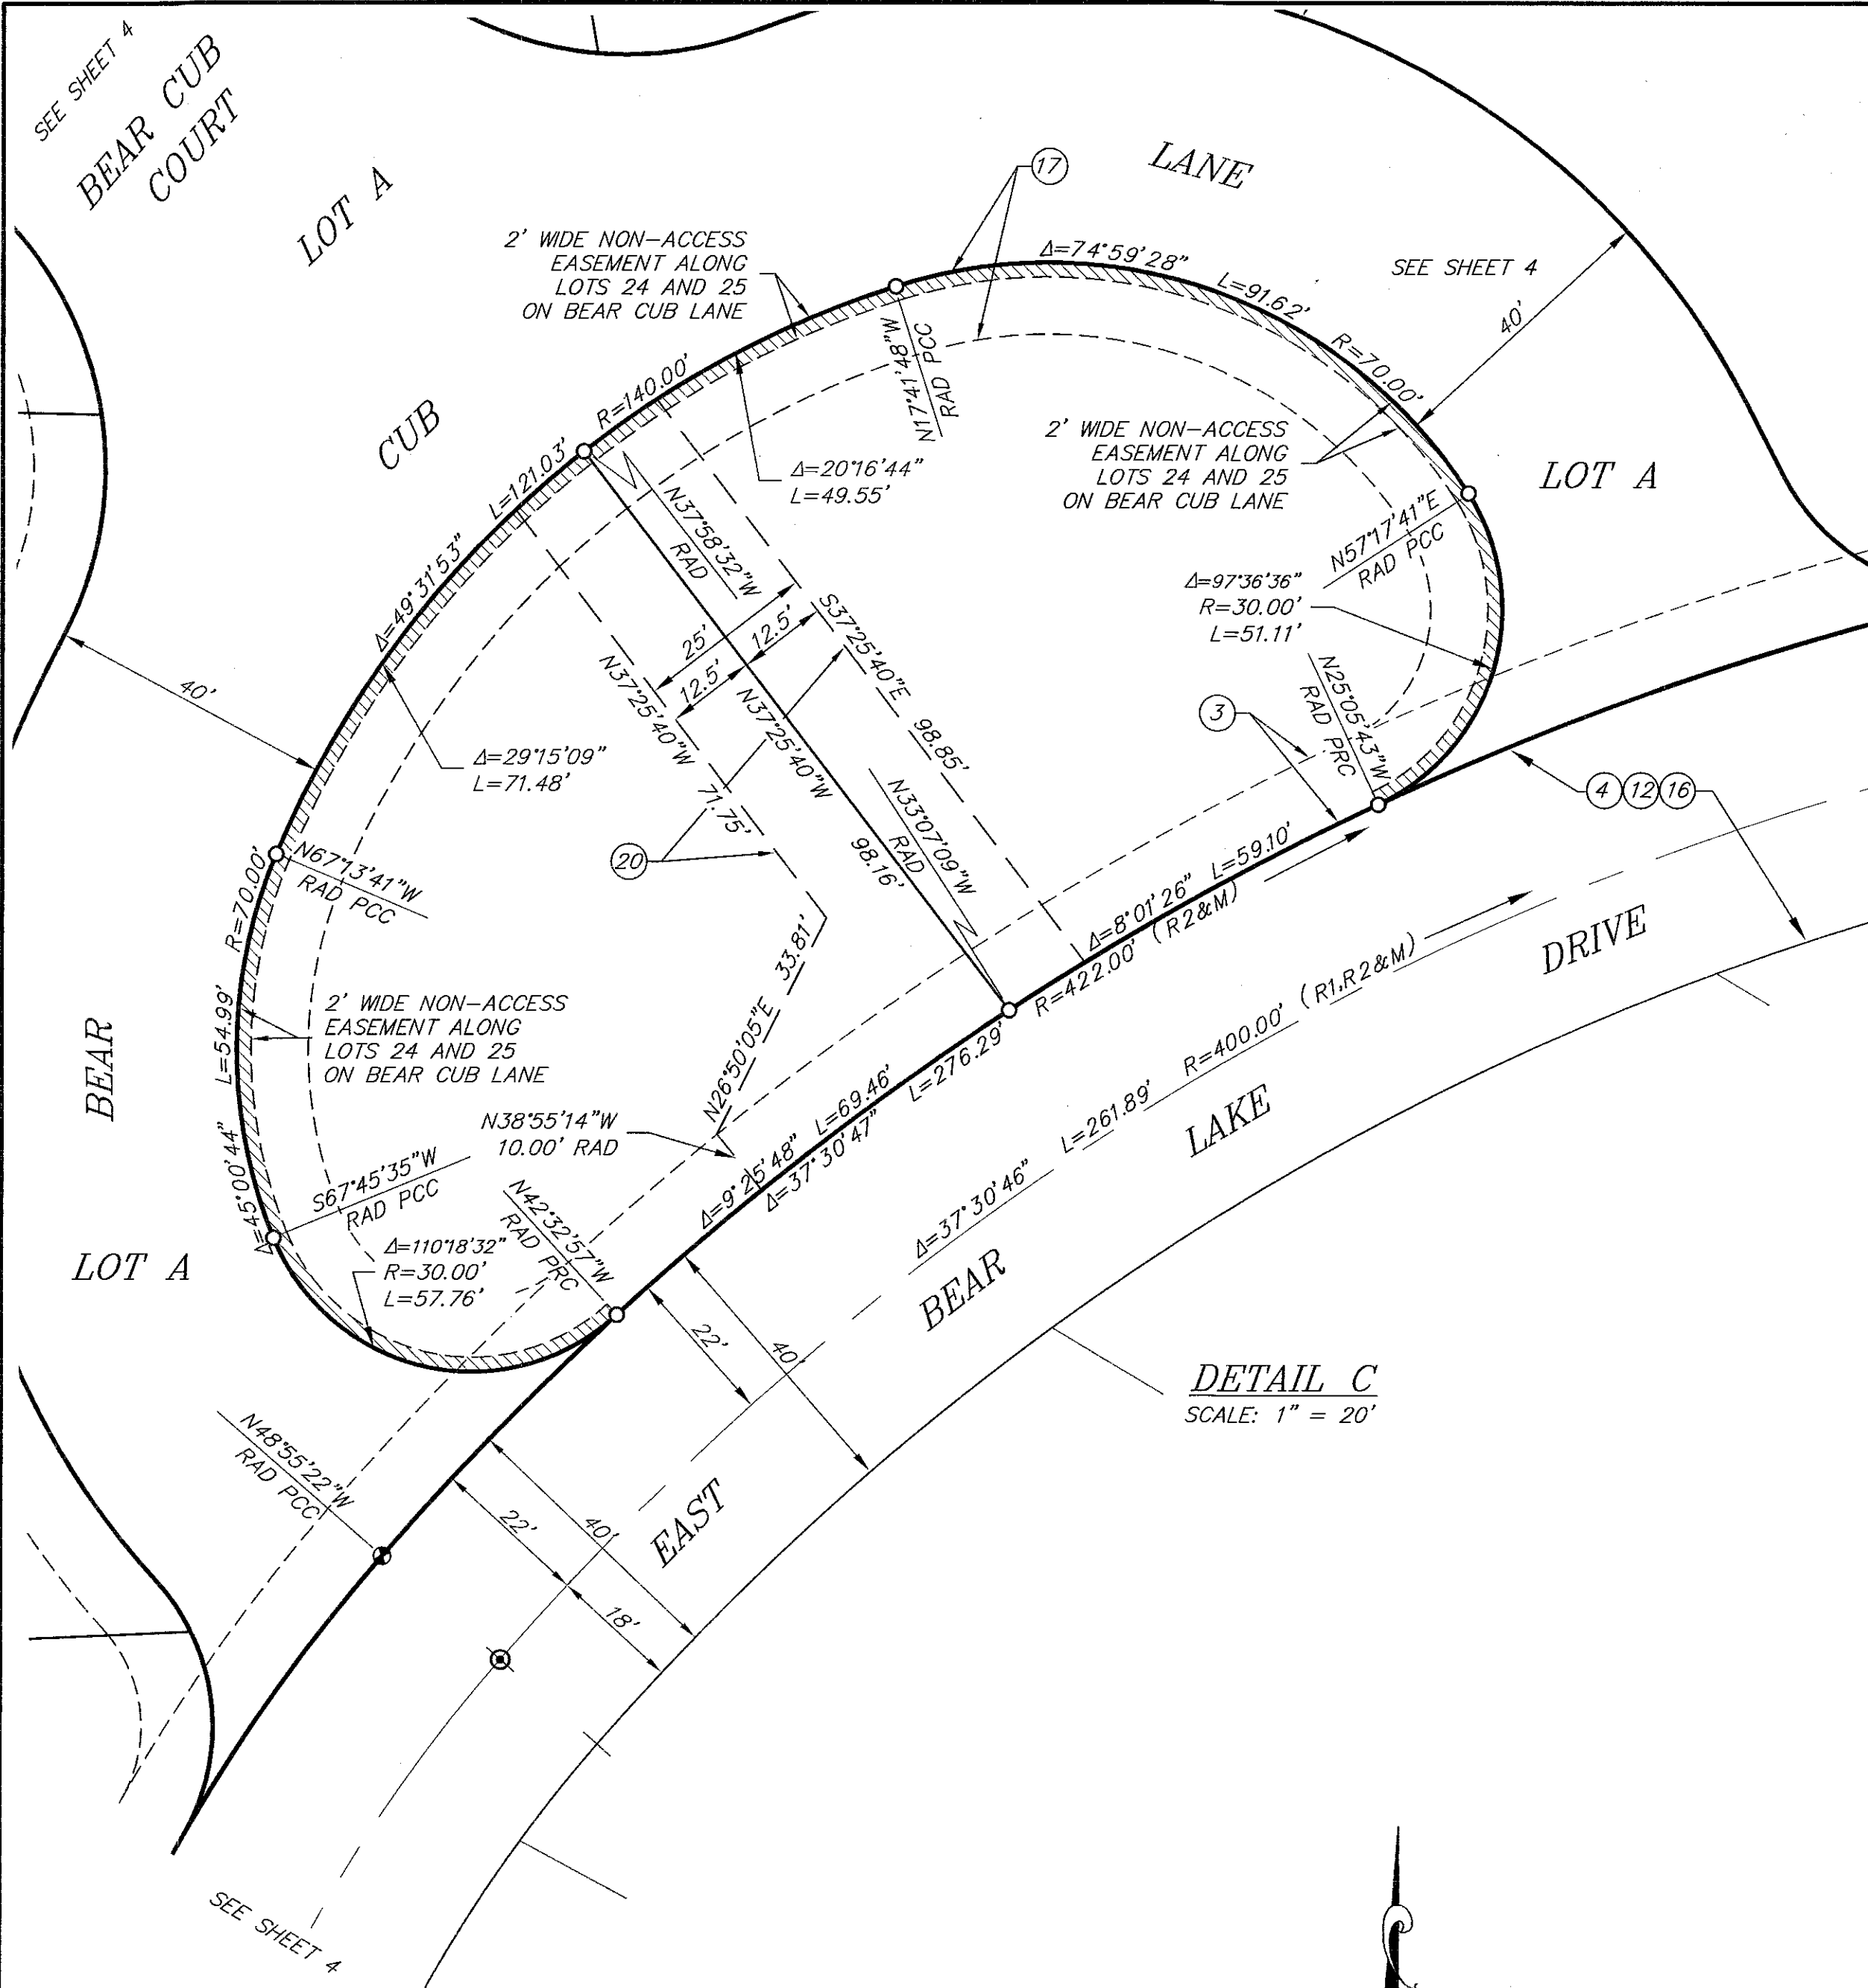 SEE SHEET 4
BEAR CUB
COURT
LOT A
LANE
17
2' WIDE NON-ACCESS
EASEMENT ALONG
LOTS 24 AND 25
ON BEAR CUB LANE
Δ=74°59'28"
L=91.62'
R=70.00'
SEE SHEET 4
40'
N17°41'48"W
RAD PCC
2' WIDE NON-ACCESS
EASEMENT ALONG
LOTS 24 AND 25
ON BEAR CUB LANE
LOT A
CUB
R=140.00'
L=121.03'
Δ=49°31'53"
Δ=20°16'44"
L=49.55'
N37°58'32"W
RAD
N57°17'41"E
RAD PCC
Δ=97°36'36"
R=30.00'
L=51.11'
25'
12.5'
12.5'
S37°25'40"E 98.85'
N37°25'40"W 71.75'
N37°25'40"W 98.16'
40'
Δ=29°15'09"
L=71.48'
N25°05'43"W
RAD PRC
3
4 12 16
N33°07'09"W
RAD
20
N67°13'41"W
RAD PCC
R=70.00'
L=54.99'
Δ=45°00'44"
Δ=8°01'26" L=59.10'
R=422.00' (R2&M)
DRIVE
N26°50'05"E 33.81'
2' WIDE NON-ACCESS
EASEMENT ALONG
LOTS 24 AND 25
ON BEAR CUB LANE
BEAR
N38°55'14"W
10.00' RAD
Δ=9°25'48" L=69.46'
Δ=37°30'47" L=276.29'
Δ=37°30'46" L=261.89' R=400.00' (R1,R2&M)
LAKE
S67°45'35"W
RAD PCC
N42°32'57"W
RAD PRC
LOT A
Δ=110°18'32"
R=30.00'
L=57.76'
BEAR
22'
40'
DETAIL C
SCALE: 1" = 20'
N48°55'22"W
RAD PCC
EAST
22'
40'
18'
SEE SHEET 4